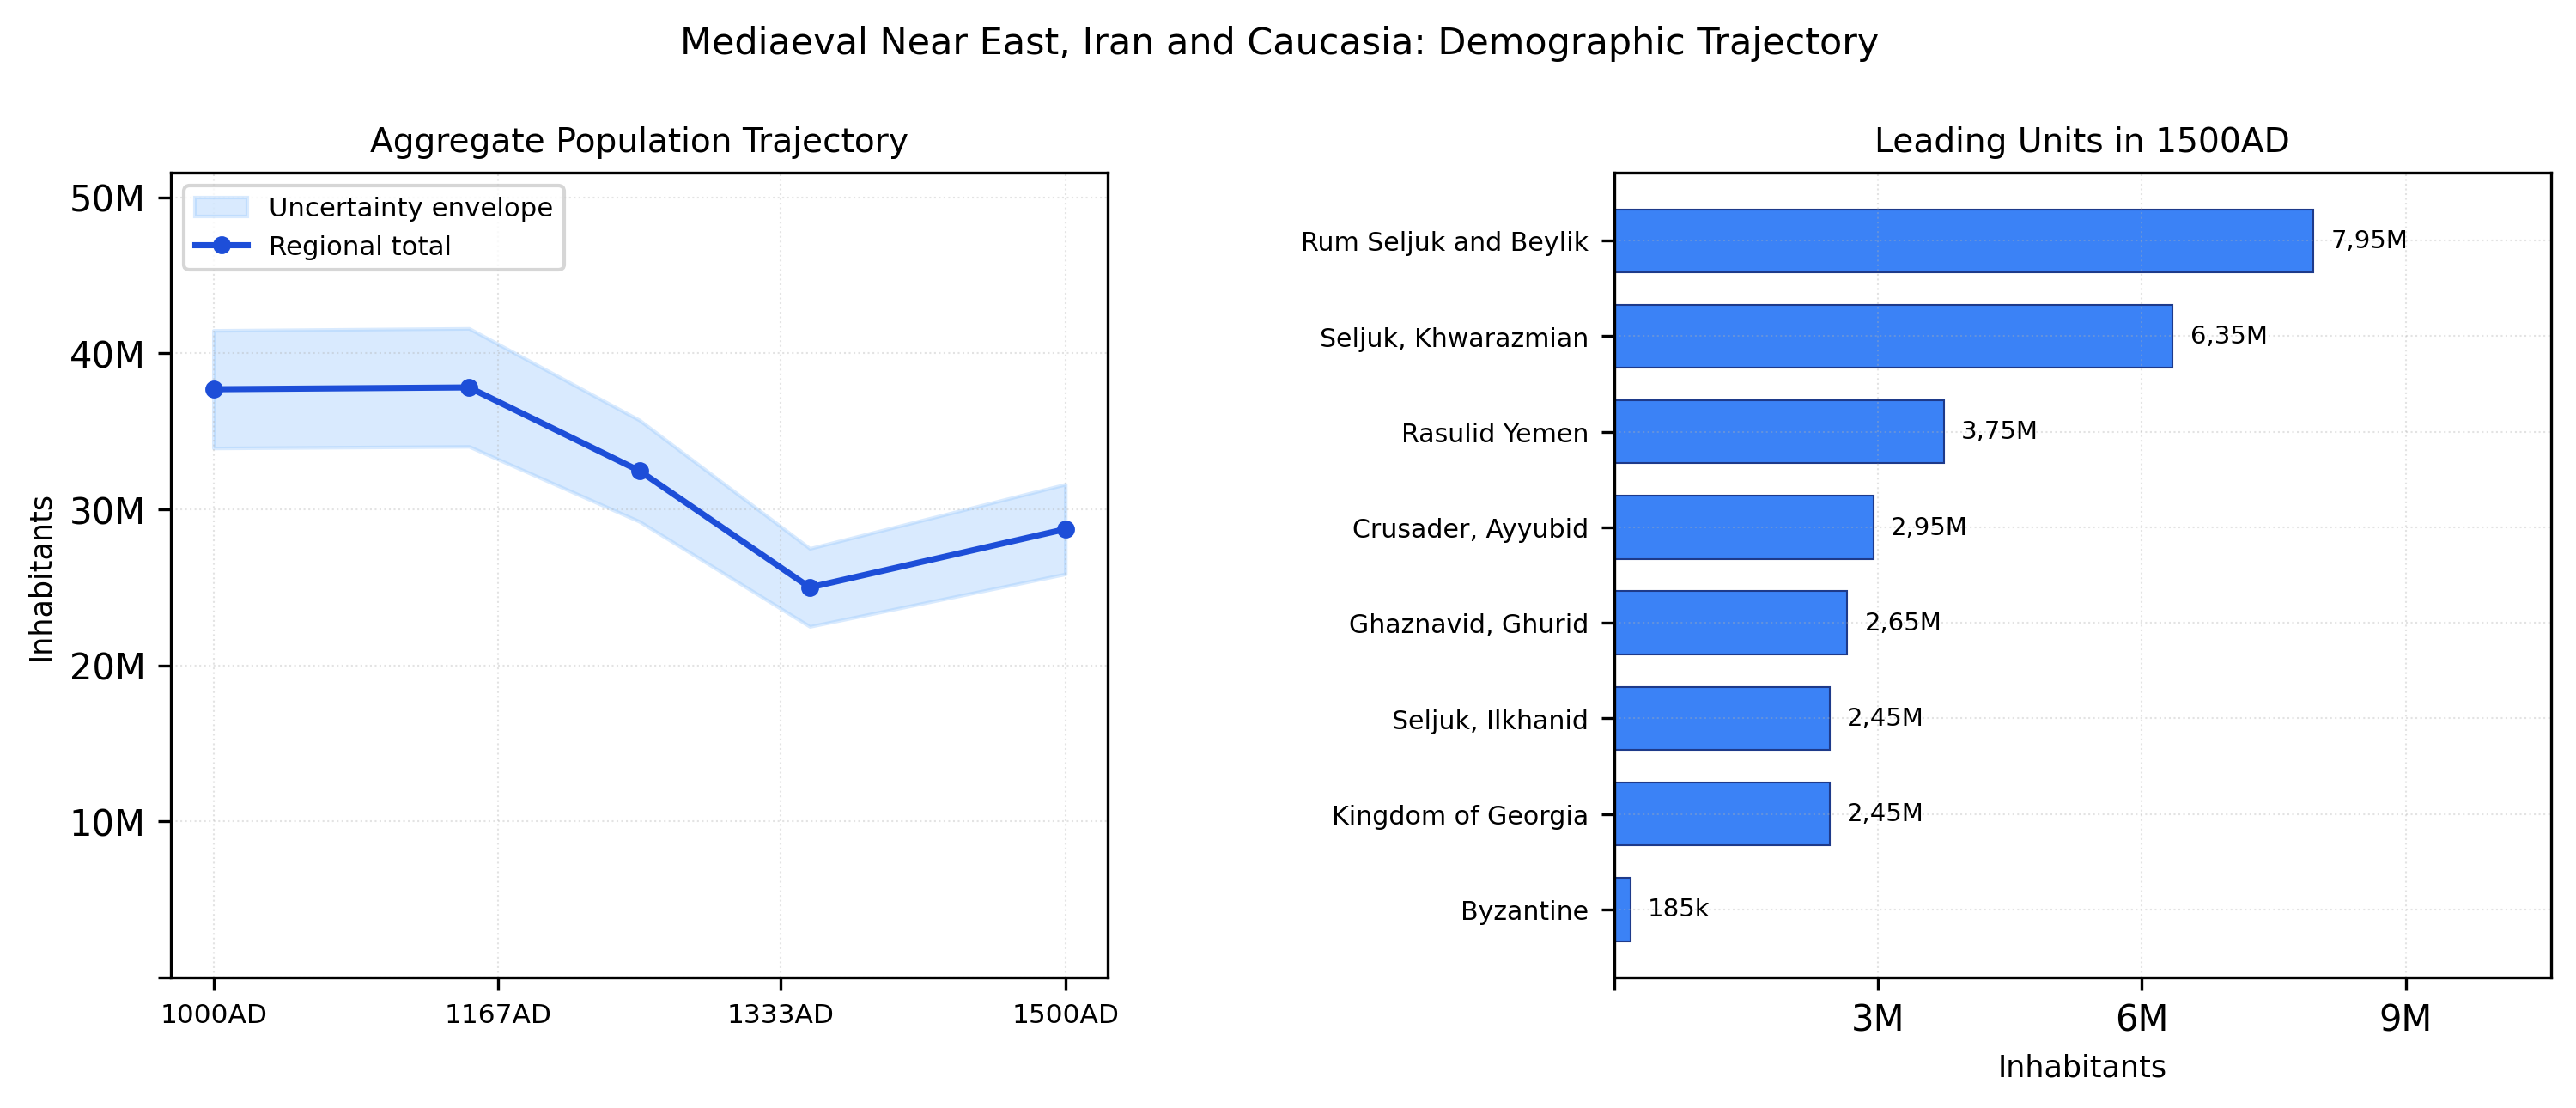 Mediaeval Near East, Iran and Caucasia: Demographic Trajectory
Aggregate Population Trajectory
Uncertainty envelope
Regional total
50M
40M
30M
20M
10M
Inhabitants
1000AD
1167AD
1333AD
1500AD
Leading Units in 1500AD
Rum Seljuk and Beylik
7,95M
Seljuk, Khwarazmian
6,35M
Rasulid Yemen
3,75M
Crusader, Ayyubid
2,95M
Ghaznavid, Ghurid
2,65M
Seljuk, Ilkhanid
2,45M
Kingdom of Georgia
2,45M
Byzantine
185k
3M
6M
9M
Inhabitants